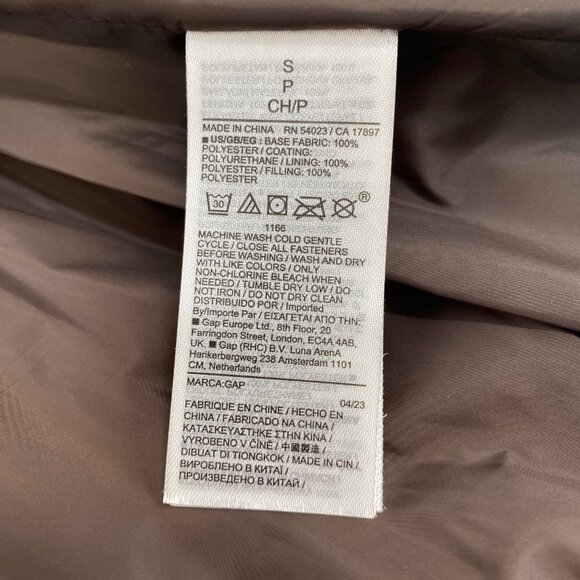 S
P
CH/P
MADE IN CHINA RN 54023 / CA 17897
■ US/GB/EG : BASE FABRIC: 100%
POLYESTER / COATING:
POLYURETHANE / LINING: 100%
POLYESTER / FILLING: 100%
POLYESTER
30
®
1166
MACHINE WASH COLD GENTLE
CYCLE / CLOSE ALL FASTENERS
BEFORE WASHING / WASH AND DRY
WITH LIKE COLORS / ONLY
NON-CHLORINE BLEACH WHEN
NEEDED / TUMBLE DRY LOW / DO
NOT IRON / DO NOT DRY CLEAN
DISTRIBUIDO POR / Imported
By/Importe Par / ΕΙΣΑΓΕΤΑΙ ΑΠΟ ΤΗΝ:
■ Gap Europe Ltd., 8th Floor, 20
Farringdon Street, London, EC4A 4AB,
UK. ■ Gap (RHC) B.V. Luna ArenA
Herikerbergweg 238 Amsterdam 1101
CM, Netherlands
MARCA:GAP
04/23
FABRIQUE EN CHINE / HECHO EN
CHINA / FABRICADO NA CHINA /
ΚΑΤΑΣΚΕΥΑΣΤΗΚΕ ΣΤΗΝ ΚΙΝΑ /
VYROBENO V ČÍNĚ / 中國製造 /
DIBUAT DI TIONGKOK / MADE IN CIN /
ВИРОБЛЕНО В КИТАЇ /
ПРОИЗВЕДЕНО В КИТАЙ /